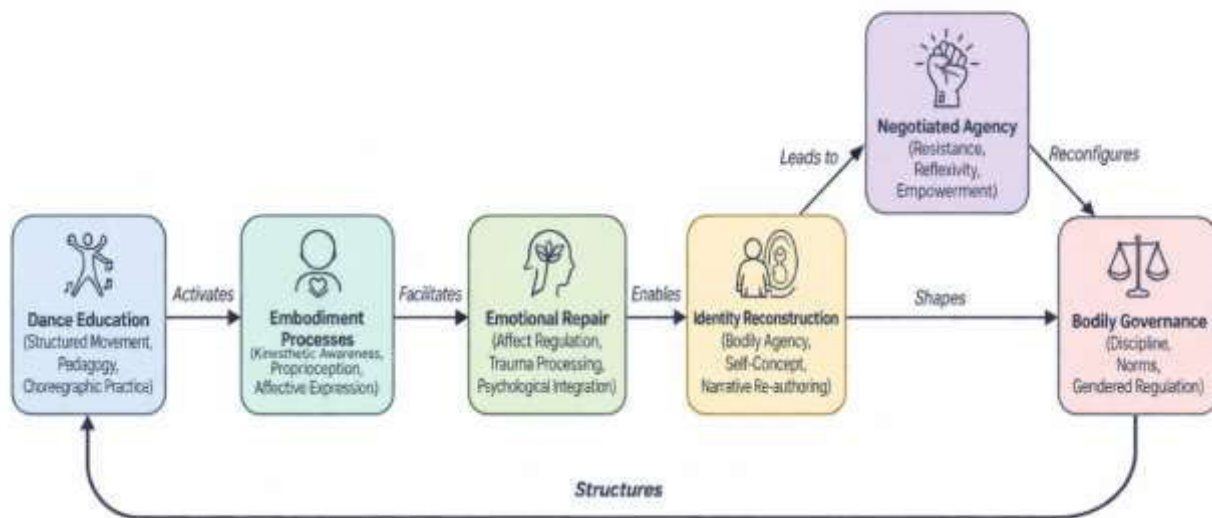 Negotiated Agency
(Resistance,
Reflexivity,
Empowerment)
Leads to
Reconfigures
Dance Education
(Structured Movement,
Pedagogy,
Choreographic Practice)
Activates
Embodiment
Processes
(Kinesthetic Awareness,
Proprioception,
Affective Expression)
Facilitates
Emotional Repair
(Affect Regulation,
Trauma Processing,
Psychological Integration)
Enables
Identity Reconstruction
(Bodily Agency,
Self-Concept,
Narrative Re-authoring)
Shapes
Bodily Governance
(Discipline,
Norms,
Gendered Regulation)
Structures